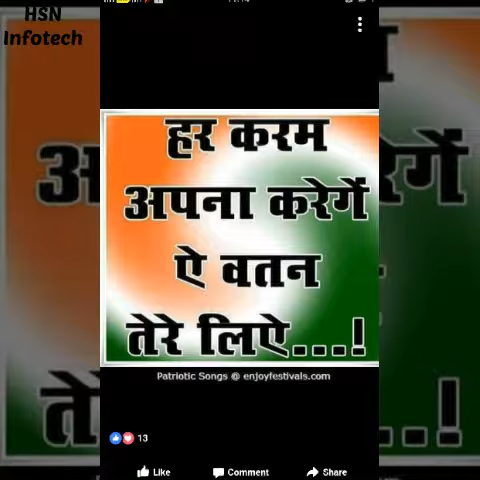 HSN
Infotech
हर करम
अपना करेगें
ऐ वतन
तेरे लिऐ...!
Patriotic Songs @ enjoyfestivals.com
13
Like Comment Share